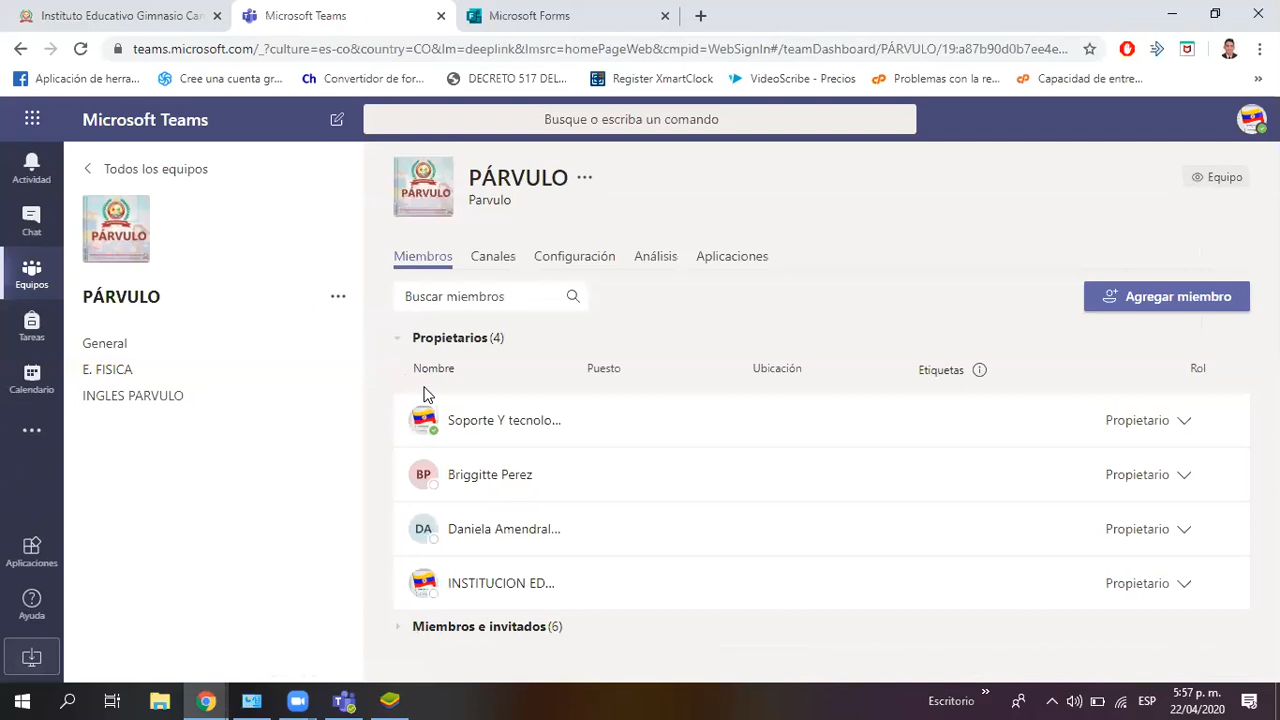 Instituto Educativo Gimnasio Car
Microsoft Teams
Microsoft Forms
teams.microsoft.com/_?culture=es-co&country=CO&lm=deeplink&lmsrc=homePageWeb&cmpid=WebSignIn#/teamDashboard/PÁRVULO/19:a87b90d0b7ee4e...
Aplicación de herra...
Cree una cuenta gr...
Ch Convertidor de for...
DECRETO 517 DEL...
Register XmartClock
VideoScribe - Precios
Problemas con la re...
Capacidad de entre...
»
Microsoft Teams
Busque o escriba un comando
Actividad
Chat
Equipos
Tareas
Calendario
Aplicaciones
Ayuda
Todos los equipos
PÁRVULO
PÁRVULO
General
E. FISICA
INGLES PARVULO
PÁRVULO
PÁRVULO
Parvulo
Equipo
Miembros Canales Configuración Análisis Aplicaciones
Buscar miembros
Agregar miembro
Propietarios (4)
Nombre Puesto Ubicación Etiquetas Rol
Soporte Y tecnolo... Propietario
BP Briggitte Perez Propietario
DA Daniela Amendral... Propietario
INSTITUCION ED... Propietario
Miembros e invitados (6)
Escritorio
ESP
5:57 p. m.
22/04/2020